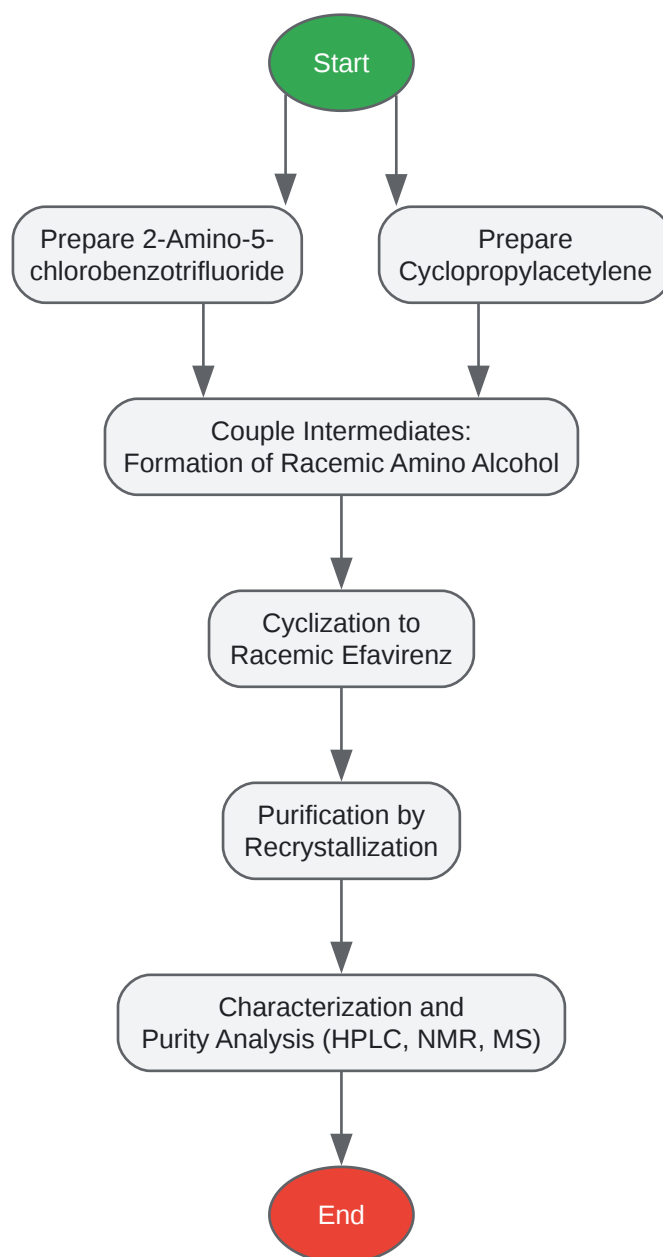 Start
Prepare 2-Amino-5-
chlorobenzotrifluoride
Prepare
Cyclopropylacetylene
Couple Intermediates:
Formation of Racemic Amino Alcohol
Cyclization to
Racemic Efavirenz
Purification by
Recrystallization
Characterization and
Purity Analysis (HPLC, NMR, MS)
End